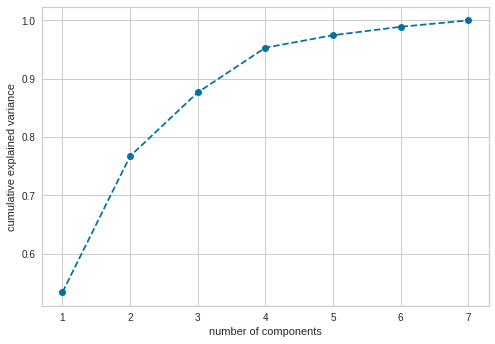 1.0
0.9
0.8
0.7
0.6
cumulative explained variance
1 2 3 4 5 6 7
number of components